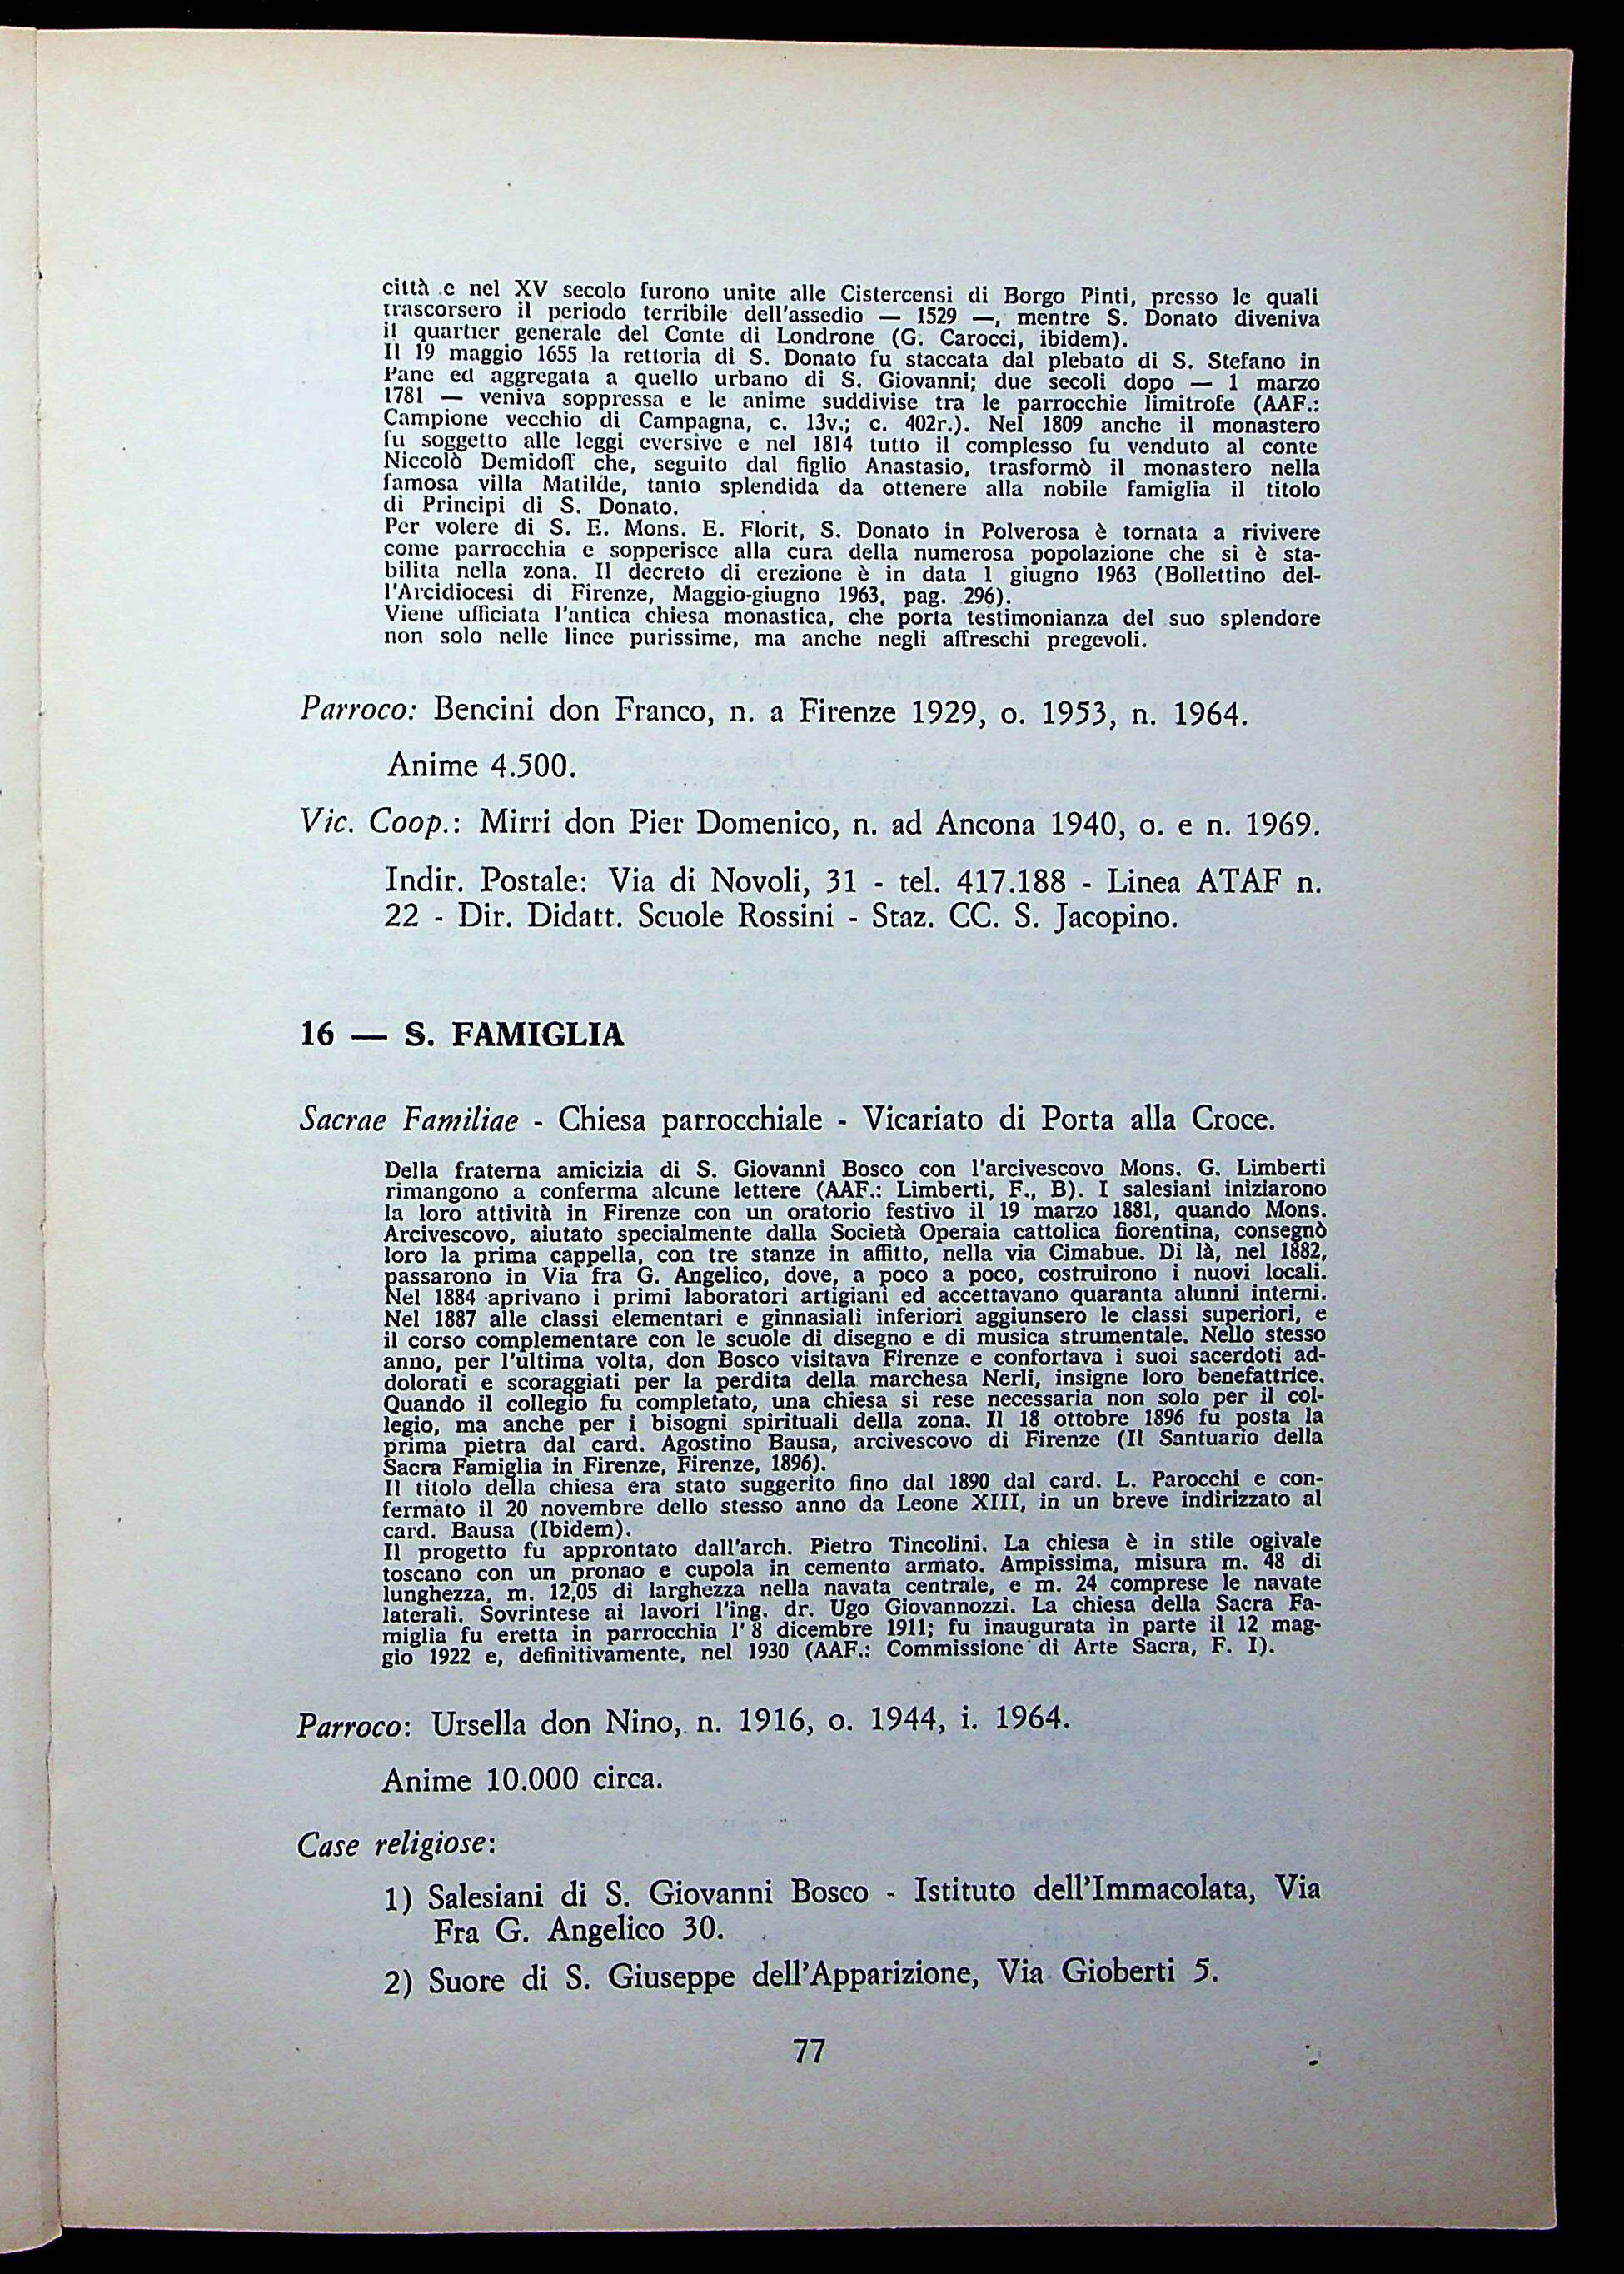 città e nel XV secolo furono unite alle Cistercensi di Borgo Pinti, presso le quali
trascorsero il periodo terribile dell'assedio — 1529 —, mentre S. Donato diveniva
il quartier generale del Conte di Londrone (G. Carocci, ibidem).
Il 19 maggio 1655 la rettoria di S. Donato fu staccata dal plebato di S. Stefano in
Pane ed aggregata a quello urbano di S. Giovanni; due secoli dopo — 1 marzo
1781 — veniva soppressa e le anime suddivise tra le parrocchie limitrofe (AAF.:
Campione vecchio di Campagna, c. 13v.; c. 402r.). Nel 1809 anche il monastero
fu soggetto alle leggi eversive e nel 1814 tutto il complesso fu venduto al conte
Niccolò Demidoff che, seguito dal figlio Anastasio, trasformò il monastero nella
famosa villa Matilde, tanto splendida da ottenere alla nobile famiglia il titolo
di Principi di S. Donato.
Per volere di S. E. Mons. E. Florit, S. Donato in Polverosa è tornata a rivivere
come parrocchia e sopperisce alla cura della numerosa popolazione che si è sta-
bilita nella zona. Il decreto di erezione è in data 1 giugno 1963 (Bollettino del-
l'Arcidiocesi di Firenze, Maggio-giugno 1963, pag. 296).
Viene ufficiata l'antica chiesa monastica, che porta testimonianza del suo splendore
non solo nelle linee purissime, ma anche negli affreschi pregevoli.
Parroco: Bencini don Franco, n. a Firenze 1929, o. 1953, n. 1964.
Anime 4.500.
Vic. Coop.: Mirri don Pier Domenico, n. ad Ancona 1940, o. e n. 1969.
Indir. Postale: Via di Novoli, 31 - tel. 417.188 - Linea ATAF n.
22 - Dir. Didatt. Scuole Rossini - Staz. CC. S. Jacopino.
16 — S. FAMIGLIA
Sacrae Familiae - Chiesa parrocchiale - Vicariato di Porta alla Croce.
Della fraterna amicizia di S. Giovanni Bosco con l'arcivescovo Mons. G. Limberti
rimangono a conferma alcune lettere (AAF.: Limberti, F., B). I salesiani iniziarono
la loro attività in Firenze con un oratorio festivo il 19 marzo 1881, quando Mons.
Arcivescovo, aiutato specialmente dalla Società Operaia cattolica fiorentina, consegnò
loro la prima cappella, con tre stanze in affitto, nella via Cimabue. Di là, nel 1882,
passarono in Via fra G. Angelico, dove, a poco a poco, costruirono i nuovi locali.
Nel 1884 aprivano i primi laboratori artigiani ed accettavano quaranta alunni interni.
Nel 1887 alle classi elementari e ginnasiali inferiori aggiunsero le classi superiori, e
il corso complementare con le scuole di disegno e di musica strumentale. Nello stesso
anno, per l'ultima volta, don Bosco visitava Firenze e confortava i suoi sacerdoti ad-
dolorati e scoraggiati per la perdita della marchesa Nerli, insigne loro benefattrice.
Quando il collegio fu completato, una chiesa si rese necessaria non solo per il col-
legio, ma anche per i bisogni spirituali della zona. Il 18 ottobre 1896 fu posta la
prima pietra dal card. Agostino Bausa, arcivescovo di Firenze (Il Santuario della
Sacra Famiglia in Firenze, Firenze, 1896).
Il titolo della chiesa era stato suggerito fino dal 1890 dal card. L. Parocchi e con-
fermato il 20 novembre dello stesso anno da Leone XIII, in un breve indirizzato al
card. Bausa (Ibidem).
Il progetto fu approntato dall'arch. Pietro Tincolini. La chiesa è in stile ogivale
toscano con un pronao e cupola in cemento armato. Ampissima, misura m. 48 di
lunghezza, m. 12,05 di larghezza nella navata centrale, e m. 24 comprese le navate
laterali. Sovrintese ai lavori l'ing. dr. Ugo Giovannozzi. La chiesa della Sacra Fa-
miglia fu eretta in parrocchia l'8 dicembre 1911; fu inaugurata in parte il 12 mag-
gio 1922 e, definitivamente, nel 1930 (AAF.: Commissione di Arte Sacra, F. I).
Parroco: Ursella don Nino, n. 1916, o. 1944, i. 1964.
Anime 10.000 circa.
Case religiose:
1) Salesiani di S. Giovanni Bosco - Istituto dell'Immacolata, Via
Fra G. Angelico 30.
2) Suore di S. Giuseppe dell'Apparizione, Via Gioberti 5.
77